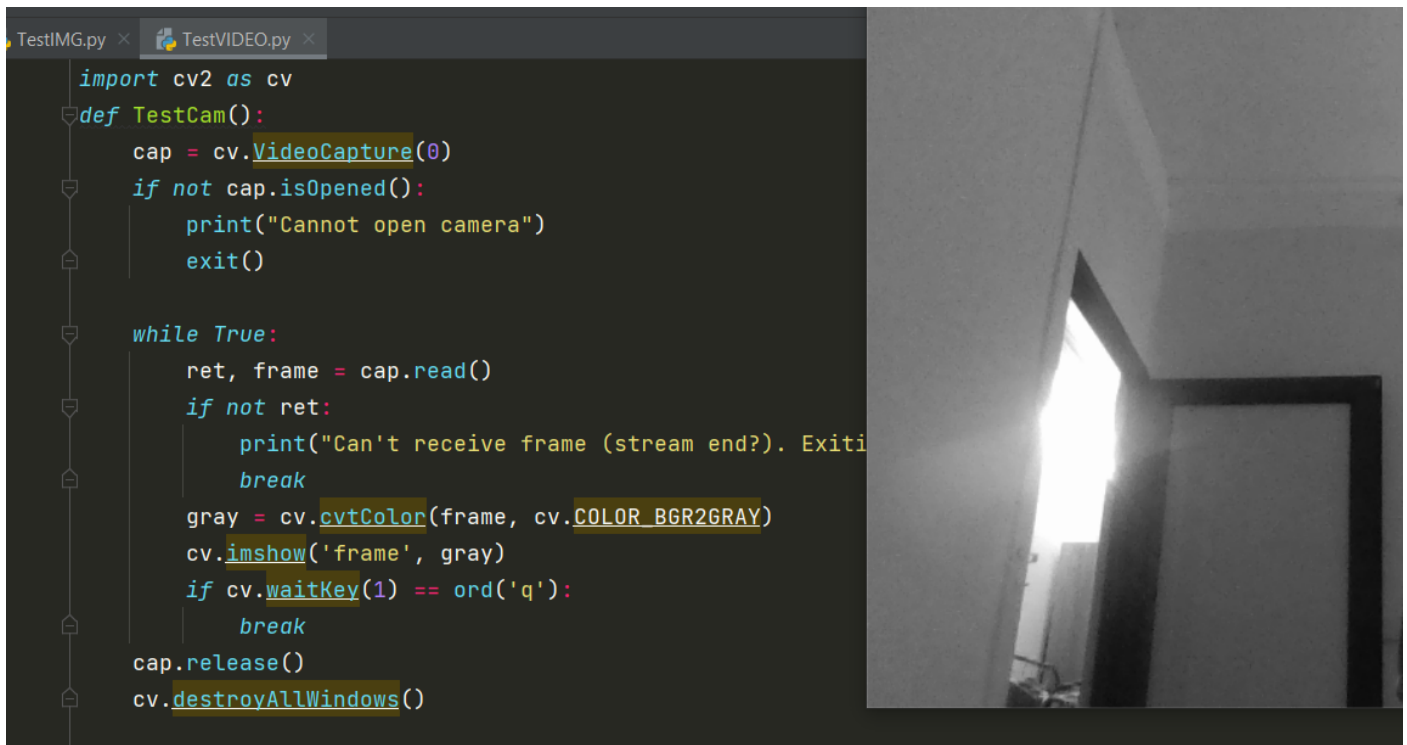 TestIMG.py
TestVIDEO.py
import cv2 as cv
def TestCam():
    cap = cv.VideoCapture(0)
    if not cap.isOpened():
        print("Cannot open camera")
        exit()
    while True:
        ret, frame = cap.read()
        if not ret:
            print("Can't receive frame (stream end?). Exiti
            break
        gray = cv.cvtColor(frame, cv.COLOR_BGR2GRAY)
        cv.imshow('frame', gray)
        if cv.waitKey(1) == ord('q'):
            break
    cap.release()
    cv.destroyAllWindows()